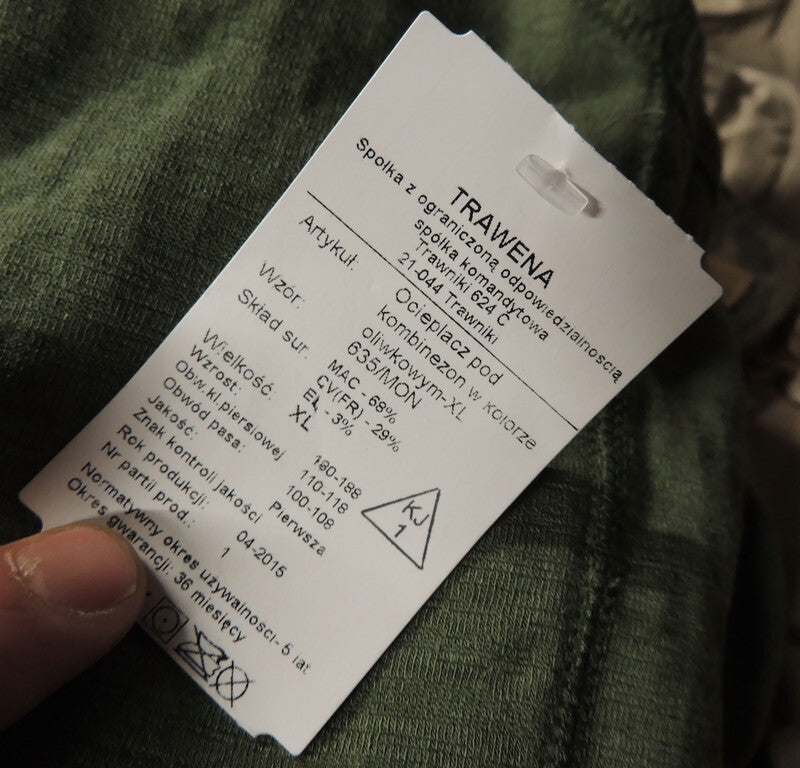 TRAWENA
Spółka z ograniczoną odpowiedzialnością
spółka komandytowa
Trawniki 624 C
21-044 Trawniki
Artykuł: Ocieplacz pod
kombinezon w kolorze
oliwkowym-XL
Wzór: 635/MON
Skład sur. MAC - 68%
CV(FR) - 29%
EL - 3%
Wielkość: XL
Wzrost: 180-188
Obw.kl.piersiowej 110-118
Obwód pasa: 100-108
Jakość: Pierwsza
Znak kontroli jakości KJ 1
Rok produkcji: 04-2015
Nr partii prod.: 1
Normatywny okres używalności- 5 lat
Okres gwarancji: 36 miesięcy